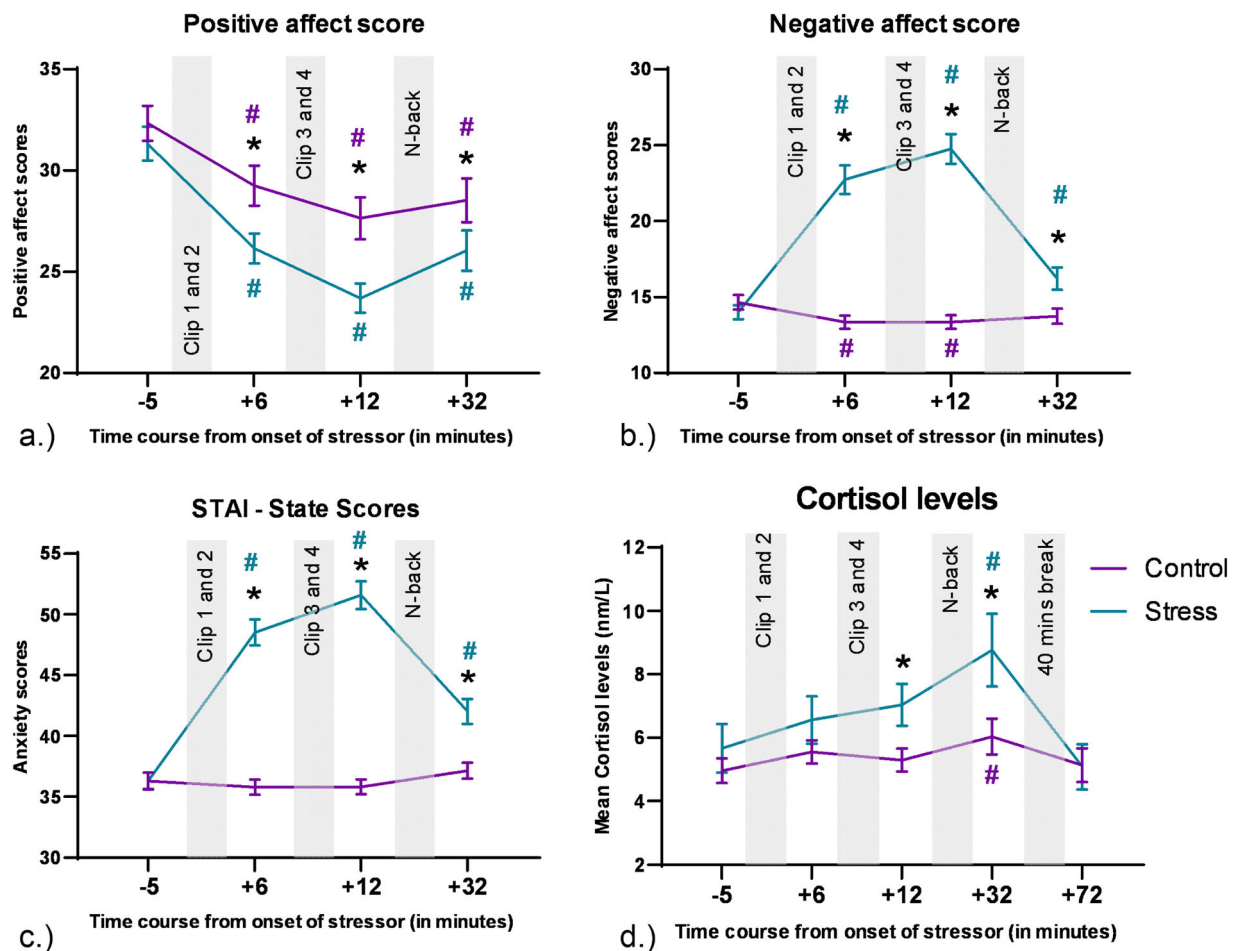 Positive affect score
Positive affect scores
35
30
25
20
Clip 1 and 2
Clip 3 and 4
N-back
#
*
#
*
#
*
#
#
#
-5
+6
+12
+32
a.)
Time course from onset of stressor (in minutes)
Negative affect score
Negative affect scores
30
25
20
15
10
Clip 1 and 2
Clip 3 and 4
N-back
#
*
#
*
#
*
#
#
-5
+6
+12
+32
b.)
Time course from onset of stressor (in minutes)
STAI - State Scores
Anxiety scores
55
50
45
40
35
30
Clip 1 and 2
Clip 3 and 4
N-back
#
*
#
*
#
*
-5
+6
+12
+32
c.)
Time course from onset of stressor (in minutes)
Cortisol levels
Mean Cortisol levels (nm/L)
12
10
8
6
4
2
Clip 1 and 2
Clip 3 and 4
N-back
40 mins break
*
#
*
#
-5
+6
+12
+32
+72
d.)
Time course from onset of stressor (in minutes)
Control
Stress